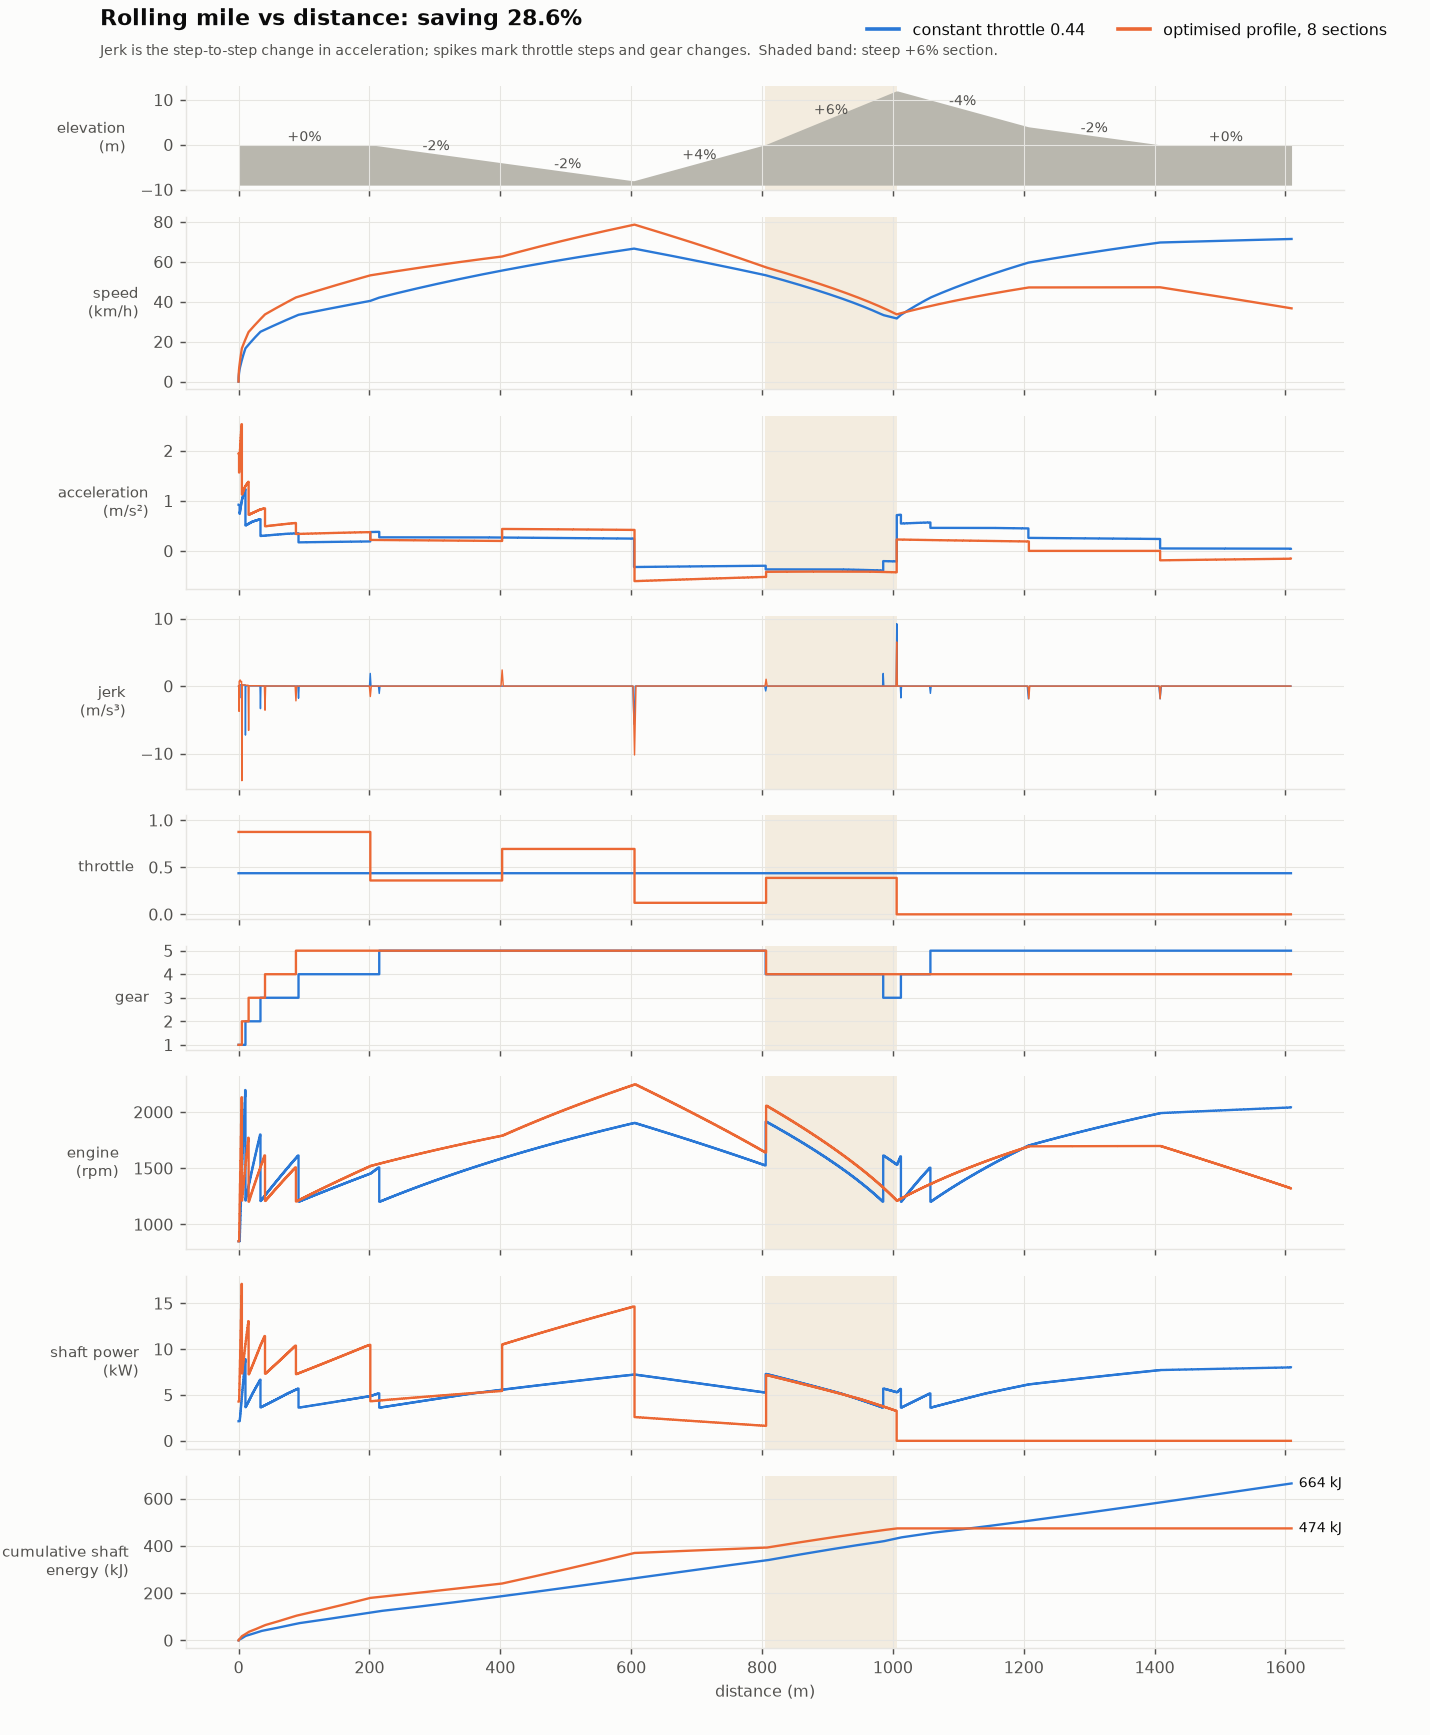 Rolling mile vs distance: saving 28.6%
constant throttle 0.44
optimised profile, 8 sections
Jerk is the step-to-step change in acceleration; spikes mark throttle steps and gear changes.  Shaded band: steep +6% section.
elevation
(m)
10
0
−10
+0%
-2%
-2%
+4%
+6%
-4%
-2%
+0%
speed
(km/h)
80
60
40
20
0
acceleration
(m/s²)
2
1
0
jerk
(m/s³)
10
0
−10
throttle
1.0
0.5
0.0
gear
5
4
3
2
1
engine
(rpm)
2000
1500
1000
shaft power
(kW)
15
10
5
0
cumulative shaft
energy (kJ)
600
400
200
0
664 kJ
474 kJ
0 200 400 600 800 1000 1200 1400 1600
distance (m)